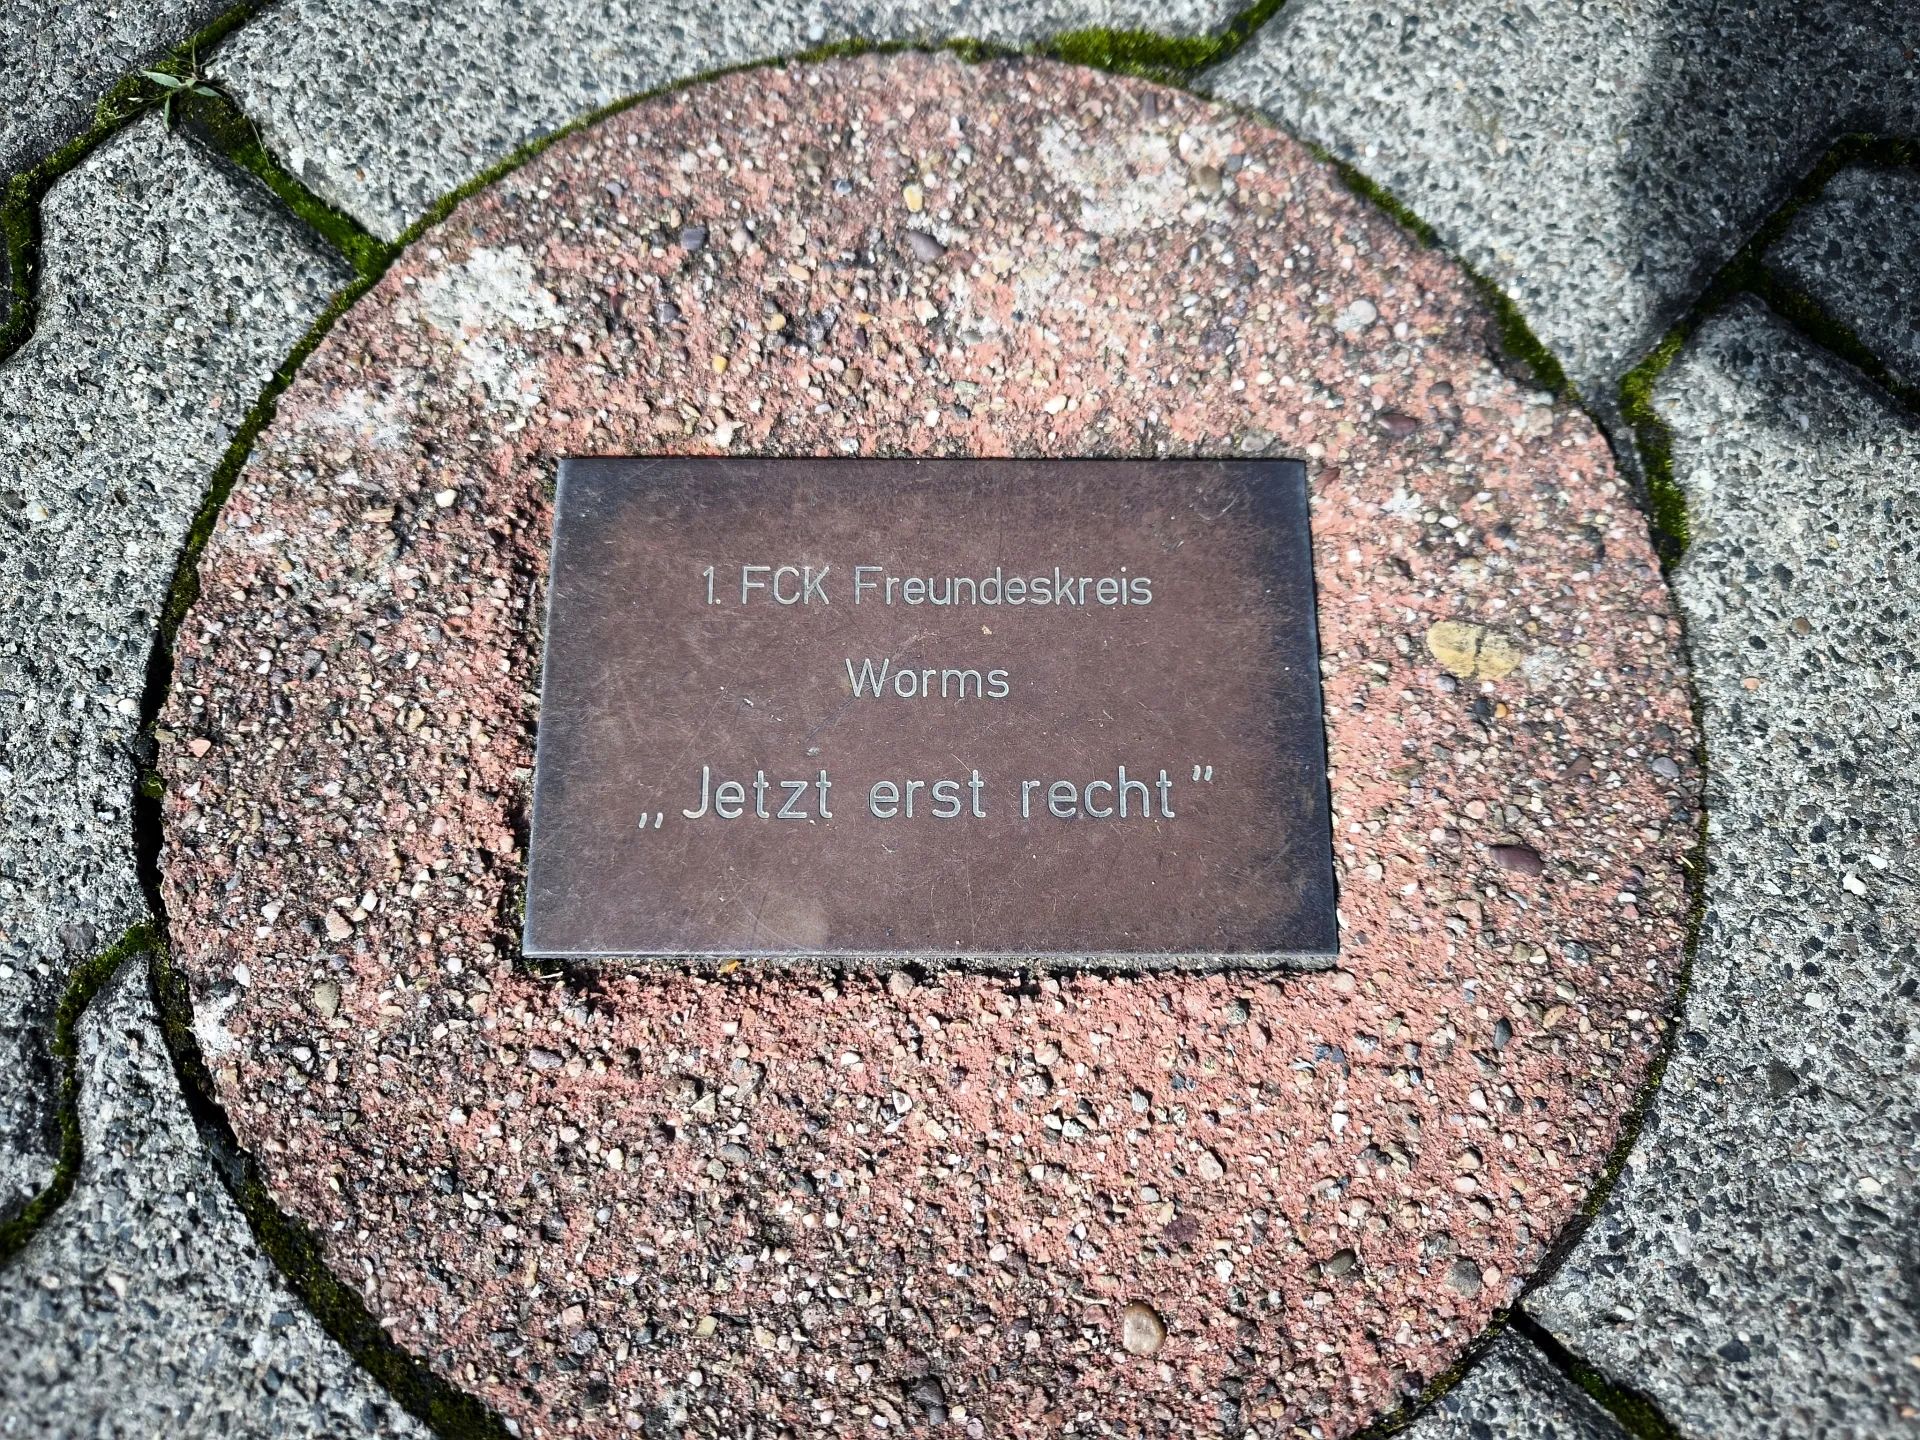 1. FCK Freundeskreis
Worms
„Jetzt erst recht"